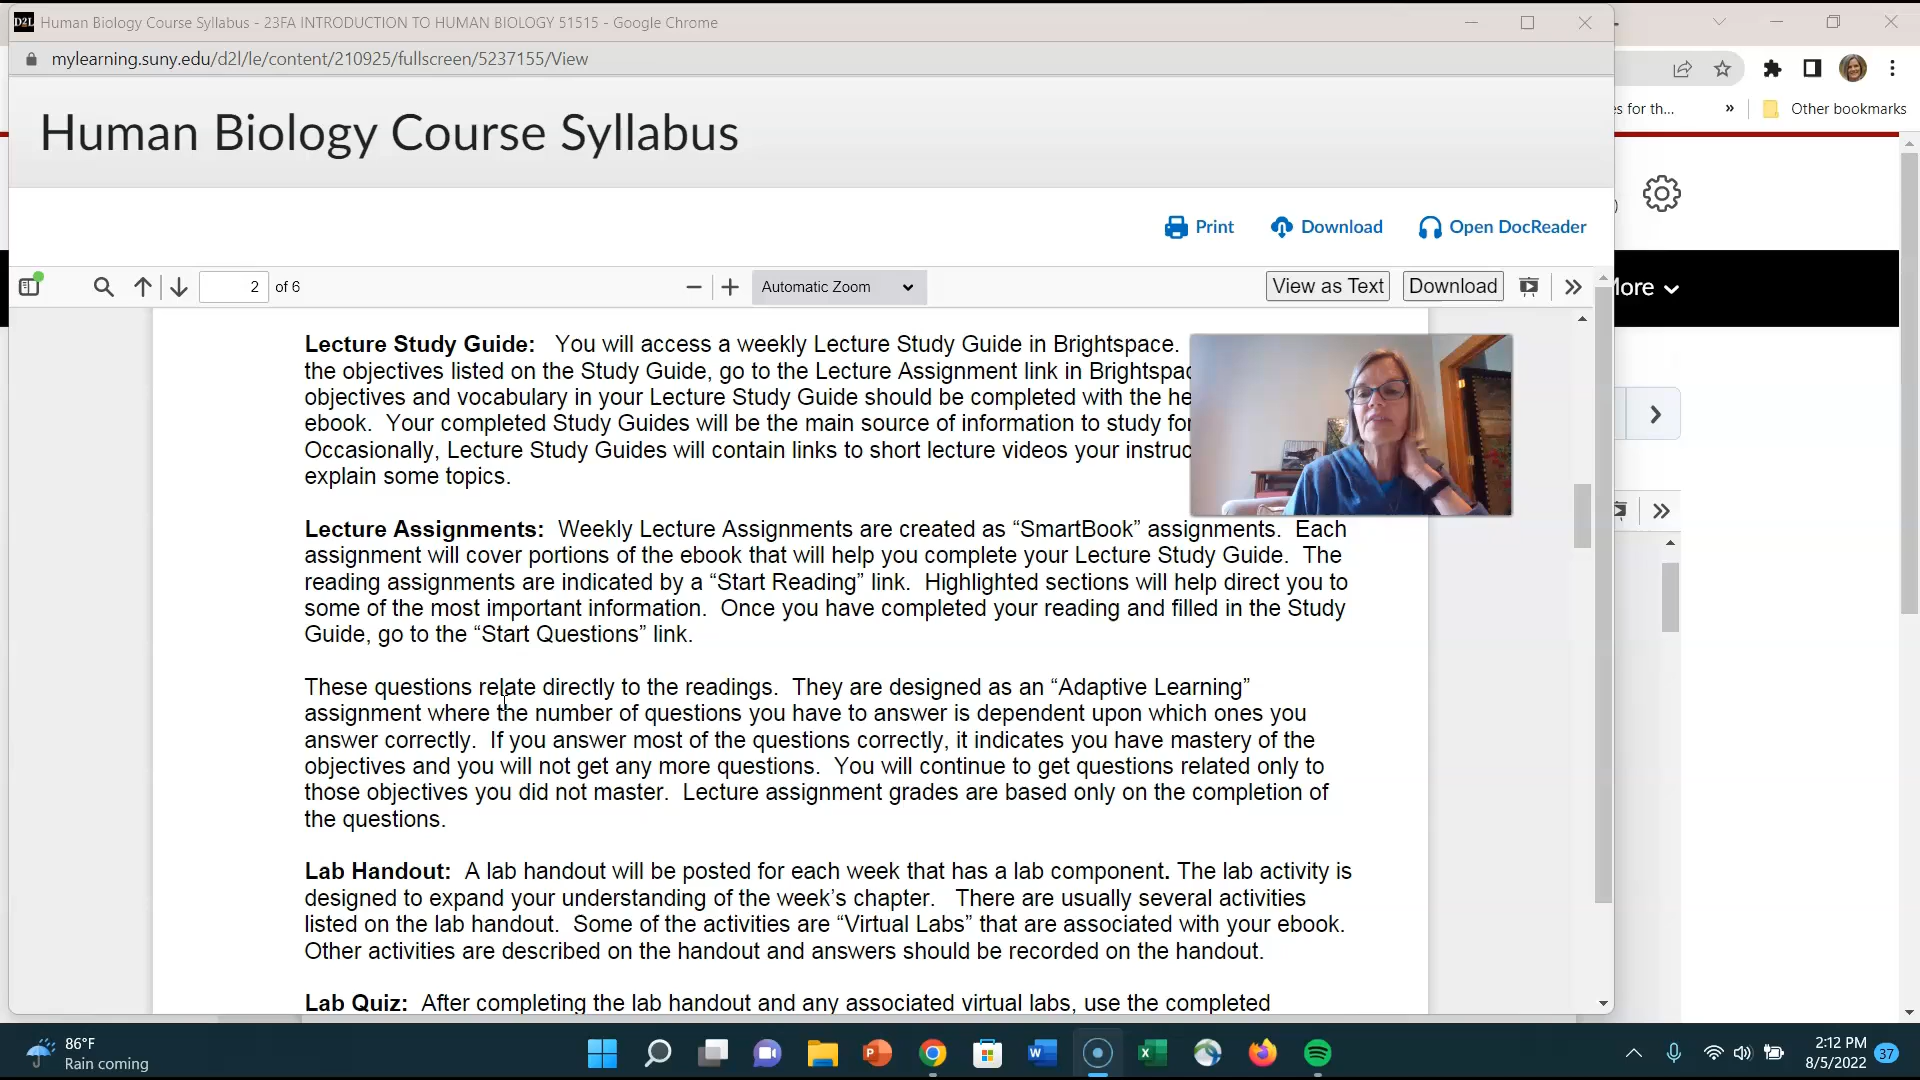 D2L Human Biology Course Syllabus - 23FA INTRODUCTION TO HUMAN BIOLOGY 51515 - Google Chrome
mylearning.suny.edu/d2l/le/content/210925/fullscreen/5237155/View
es for th... » Other bookmarks
Human Biology Course Syllabus
Print Download Open DocReader
2 of 6 Automatic Zoom View as Text Download
More
Lecture Study Guide: You will access a weekly Lecture Study Guide in Brightspace.
the objectives listed on the Study Guide, go to the Lecture Assignment link in
objectives and vocabulary in your Lecture Study Guide should be completed with the
ebook. Your completed Study Guides will be the main source of information to study
Occasionally, Lecture Study Guides will contain links to short lecture videos your
explain some topics.
Lecture Assignments: Weekly Lecture Assignments are created as “SmartBook” assignments. Each
assignment will cover portions of the ebook that will help you complete your Lecture Study Guide. The
reading assignments are indicated by a “Start Reading” link. Highlighted sections will help direct you to
some of the most important information. Once you have completed your reading and filled in the Study
Guide, go to the “Start Questions” link.
These questions relate directly to the readings. They are designed as an “Adaptive Learning”
assignment where the number of questions you have to answer is dependent upon which ones you
answer correctly. If you answer most of the questions correctly, it indicates you have mastery of the
objectives and you will not get any more questions. You will continue to get questions related only to
those objectives you did not master. Lecture assignment grades are based only on the completion of
the questions.
Lab Handout: A lab handout will be posted for each week that has a lab component. The lab activity is
designed to expand your understanding of the week’s chapter. There are usually several activities
listed on the lab handout. Some of the activities are “Virtual Labs” that are associated with your ebook.
Other activities are described on the handout and answers should be recorded on the handout.
Lab Quiz: After completing the lab handout and any associated virtual labs, use the completed
86°F
Rain coming
2:12 PM
8/5/2022
37